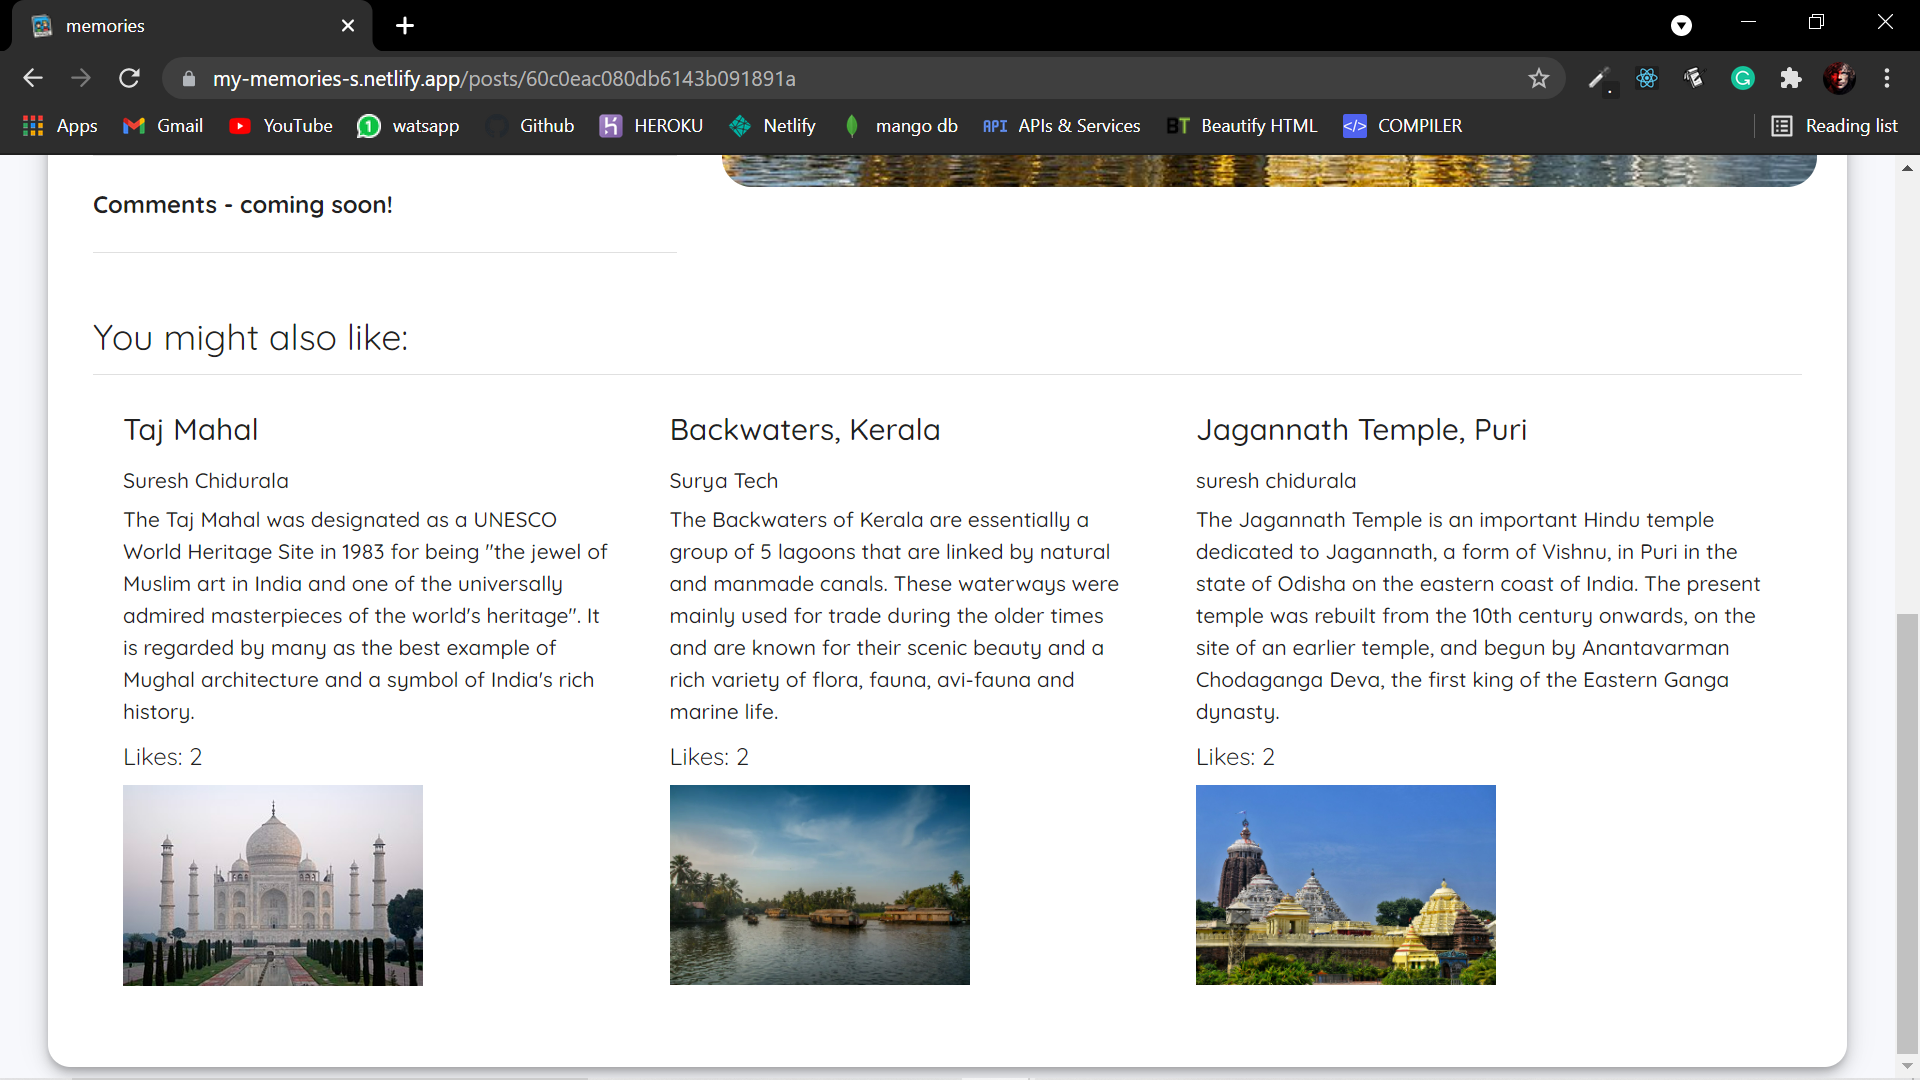 memories
my-memories-s.netlify.app/posts/60c0eac080db6143b091891a
Apps Gmail YouTube 1 watsapp Github HEROKU Netlify mango db API APIs & Services BT Beautify HTML </> COMPILER Reading list
Comments - coming soon!
You might also like:
Taj Mahal
Suresh Chidurala
The Taj Mahal was designated as a UNESCO
World Heritage Site in 1983 for being "the jewel of
Muslim art in India and one of the universally
admired masterpieces of the world's heritage". It
is regarded by many as the best example of
Mughal architecture and a symbol of India's rich
history.
Likes: 2
Backwaters, Kerala
Surya Tech
The Backwaters of Kerala are essentially a
group of 5 lagoons that are linked by natural
and manmade canals. These waterways were
mainly used for trade during the older times
and are known for their scenic beauty and a
rich variety of flora, fauna, avi-fauna and
marine life.
Likes: 2
Jagannath Temple, Puri
suresh chidurala
The Jagannath Temple is an important Hindu temple
dedicated to Jagannath, a form of Vishnu, in Puri in the
state of Odisha on the eastern coast of India. The present
temple was rebuilt from the 10th century onwards, on the
site of an earlier temple, and begun by Anantavarman
Chodaganga Deva, the first king of the Eastern Ganga
dynasty.
Likes: 2